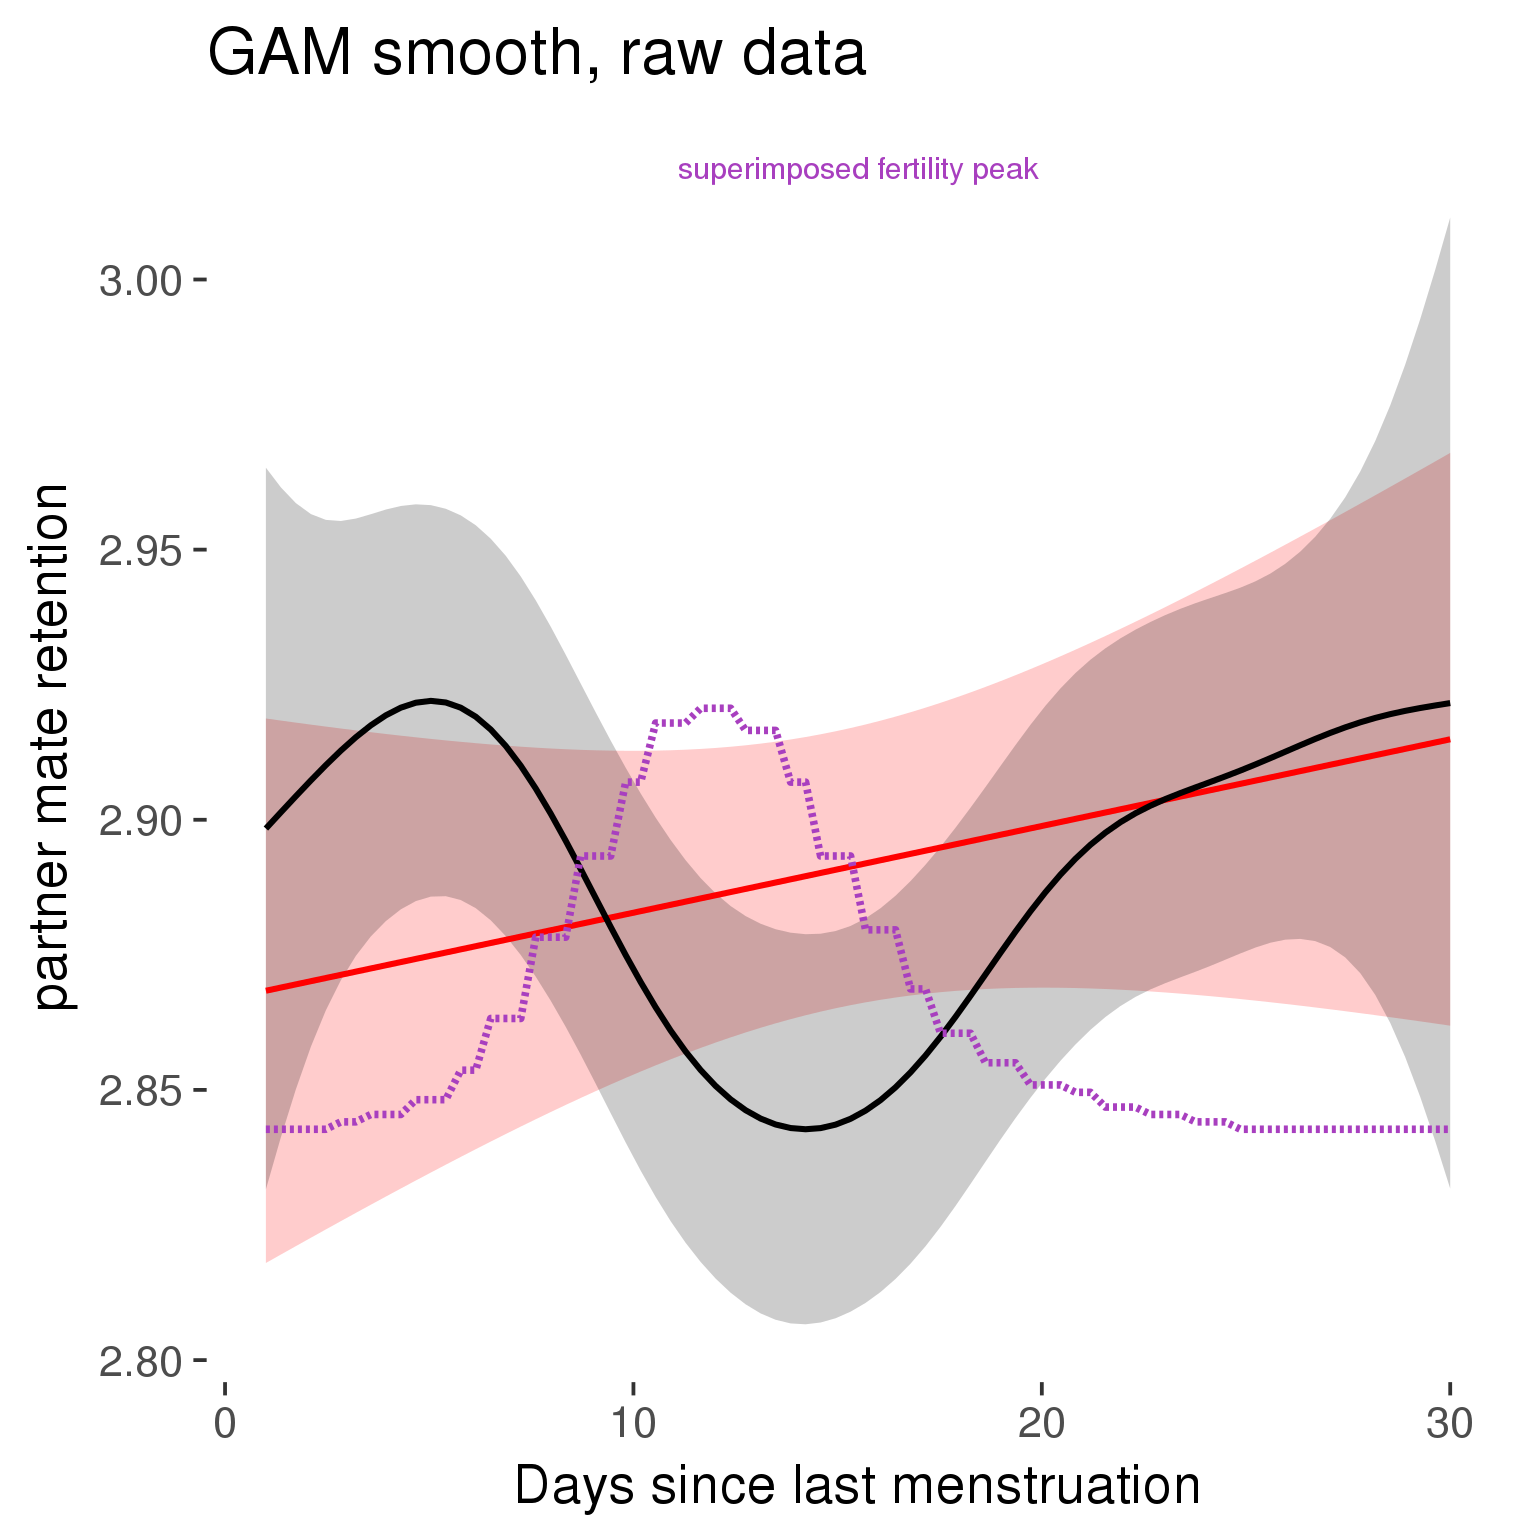 GAM smooth, raw data
superimposed fertility peak
partner mate retention
3.00
2.95
2.90
2.85
2.80
0 10 20 30
Days since last menstruation